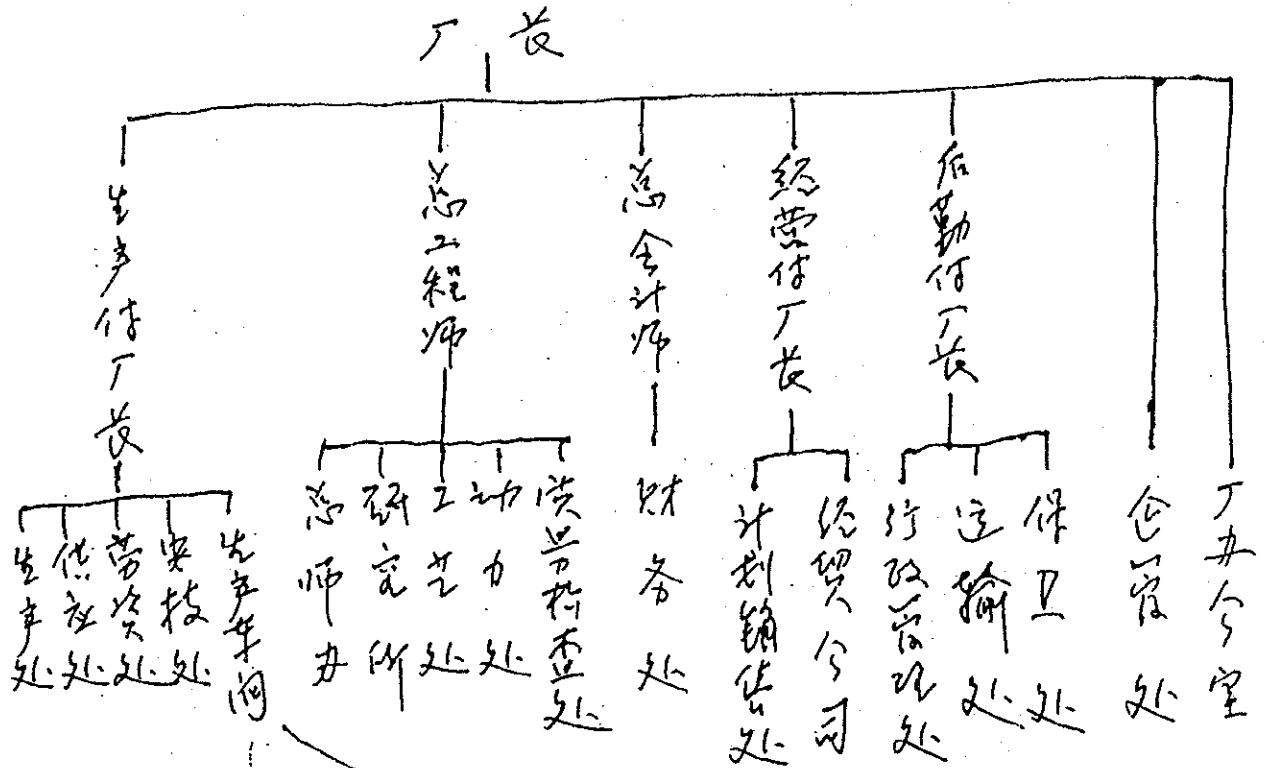 厂长
生产付厂长
总工程师
总会计师
经营付厂长
后勤付厂长
生产处
供应处
劳资处
安技处
生产车间
总师办
研究所
工艺处
动力处
质量检查处
财务处
计划销售处
经贸公司
行政管理处
运输处
保卫处
企管处
厂办公室